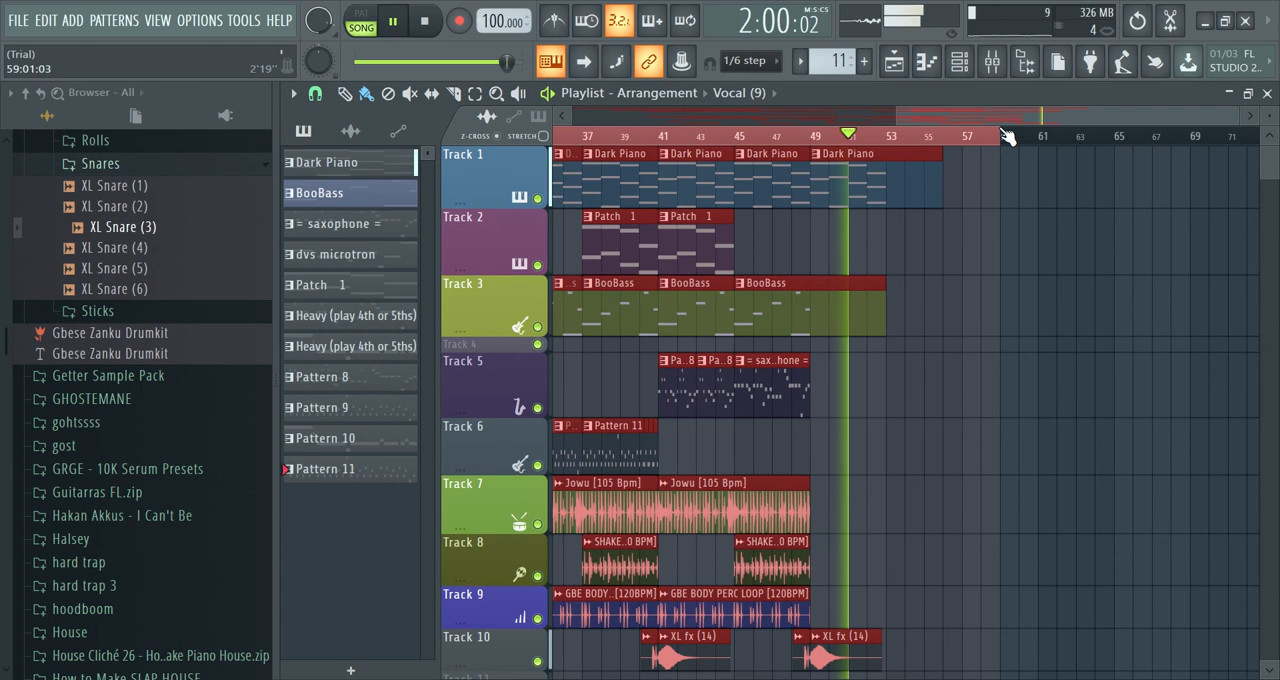 FILE EDIT ADD PATTERNS VIEW OPTIONS TOOLS HELP
PAT
SONG
100.000
3.2.
2:00:02
M:S:CS
9
326 MB
4
(Trial)
59:01:03
2'19"
1/6 step
11
01/03 FL
STUDIO 2...
Browser - All
Playlist - Arrangement
Vocal (9)
Z-CROSS
STRETCH
37
39
41
43
45
47
49
53
55
57
61
63
65
67
69
71
Rolls
Snares
XL Snare (1)
XL Snare (2)
XL Snare (3)
XL Snare (4)
XL Snare (5)
XL Snare (6)
Sticks
Gbese Zanku Drumkit
Gbese Zanku Drumkit
Getter Sample Pack
GHOSTEMANE
gohtssss
gost
GRGE - 10K Serum Presets
Guitarras FL.zip
Hakan Akkus - I Can't Be
Halsey
hard trap
hard trap 3
hoodboom
House
House Cliché 26 - Ho..ake Piano House.zip
How to Make SLAP HOUSE
Dark Piano
BooBass
= saxophone =
dvs microtron
Patch 1
Heavy (play 4th or 5ths)
Heavy (play 4th or 5ths)
Pattern 8
Pattern 9
Pattern 10
Pattern 11
Track 1
D..
Dark Piano
Dark Piano
Dark Piano
Dark Piano
Track 2
Patch 1
Patch 1
Track 3
..s
BooBass
BooBass
BooBass
Track 4
Track 5
Pa..8
Pa..8
= sax..hone =
Track 6
P..
Pattern 11
Track 7
Jowu [105 Bpm]
Jowu [105 Bpm]
Track 8
SHAKE..0 BPM]
SHAKE..0 BPM]
Track 9
GBE BODY..[120BPM]
GBE BODY PERC LOOP [120BPM]
Track 10
XL fx (14)
XL fx (14)